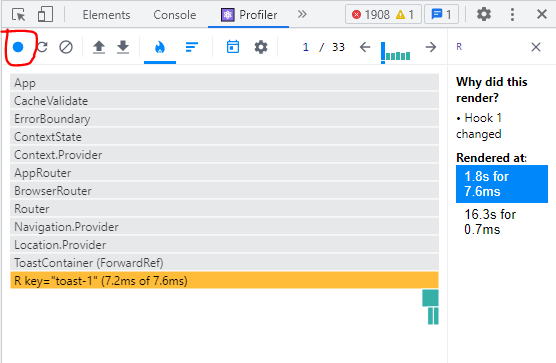 Elements Console Profiler » 1908 1 1
1 / 33 R
App
CacheValidate
ErrorBoundary
ContextState
Context.Provider
AppRouter
BrowserRouter
Router
Navigation.Provider
Location.Provider
ToastContainer (ForwardRef)
R key="toast-1" (7.2ms of 7.6ms)
Why did this
render?
• Hook 1
changed
Rendered at:
1.8s for
7.6ms
16.3s for
0.7ms